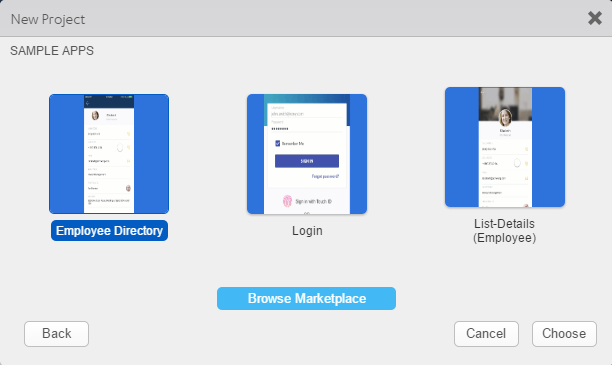 New Project
SAMPLE APPS
Remember Me
SIGN IN
Forgot password?
Sign in with Touch ID
Employee Directory
Login
List-Details
(Employee)
Browse Marketplace
Back
Cancel
Choose